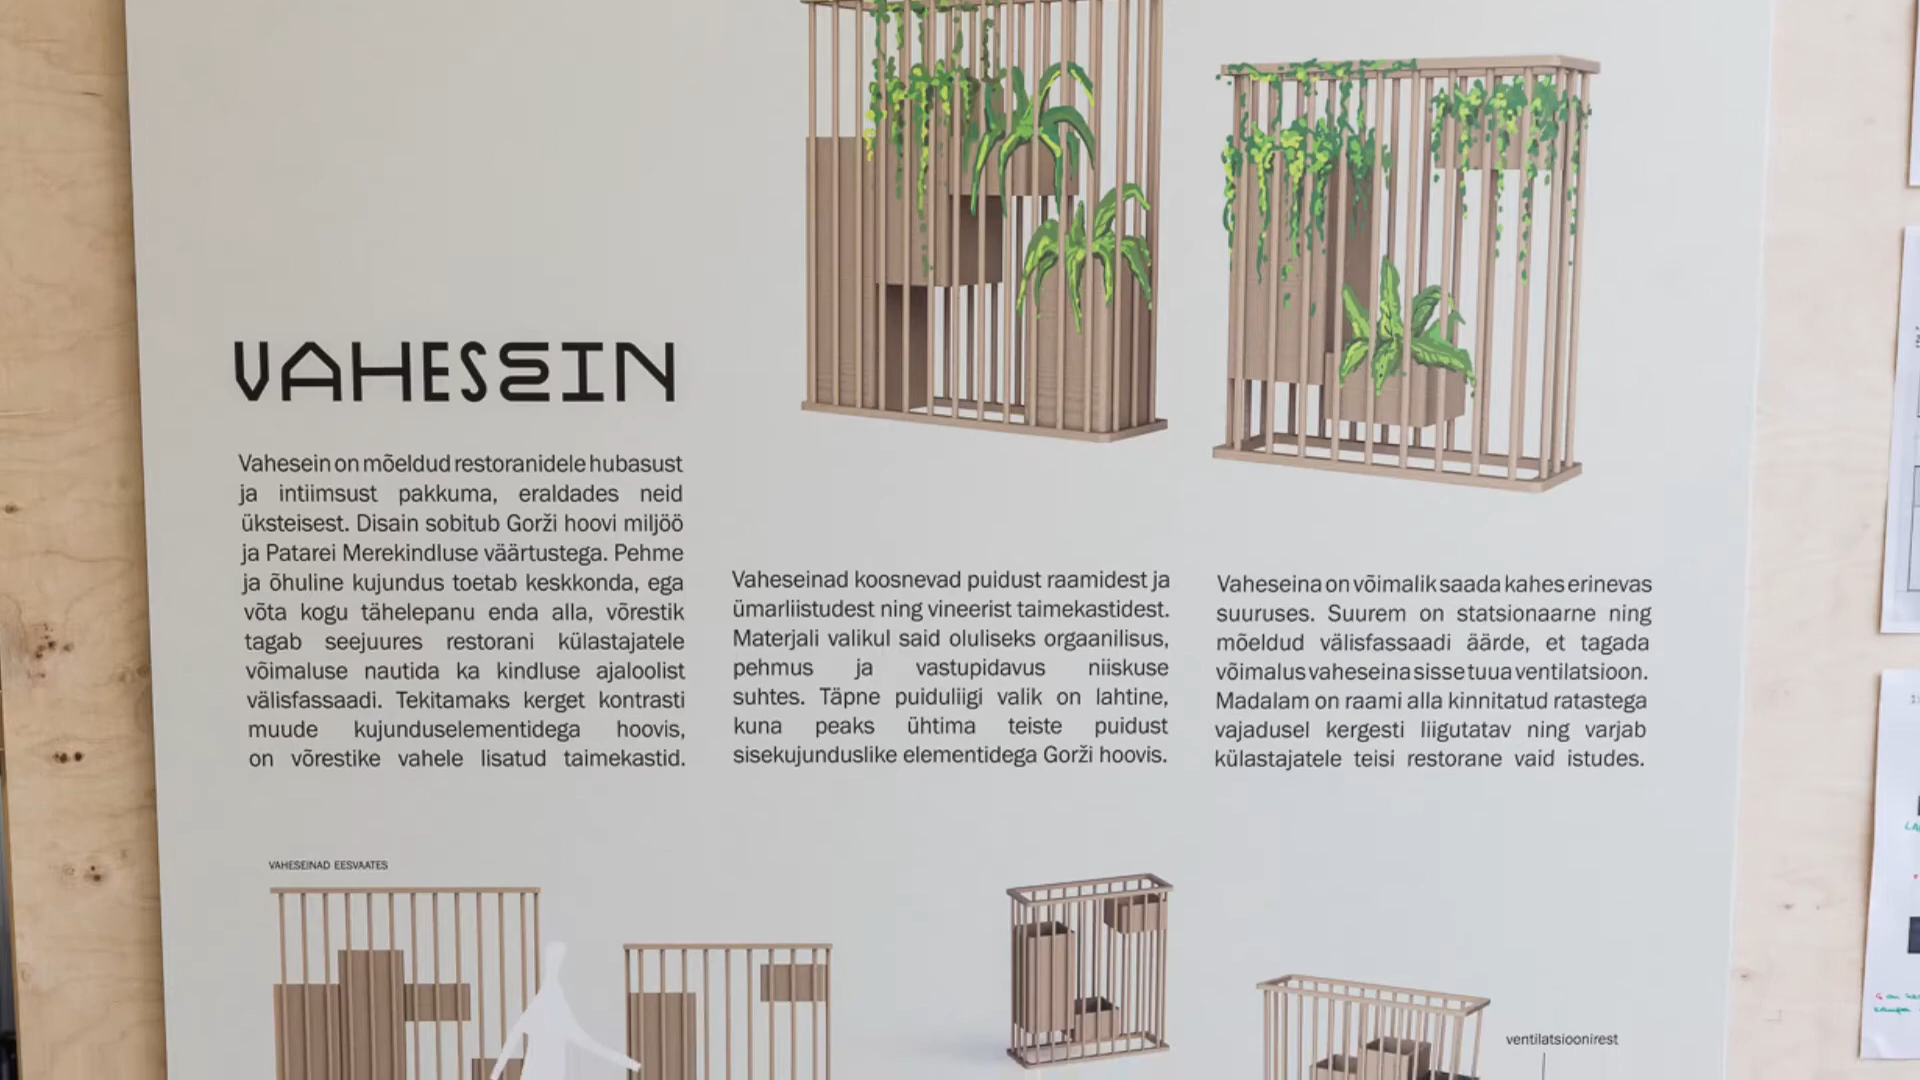 VAHESEIN
Vahesein on mõeldud restoranidele hubasust
ja intiimsust pakkuma, eraldades neid
üksteisest. Disain sobitub Gorži hoovi miljöö
ja Patarei Merekindluse väärtustega. Pehme
ja õhuline kujundus toetab keskkonda, ega
võta kogu tähelepanu enda alla, võrestik
tagab seejuures restorani külastajatele
võimaluse nautida ka kindluse ajaloolist
välisfassaadi. Tekitamaks kerget kontrasti
muude kujunduselementidega hoovis,
on võrestike vahele lisatud taimekastid.
Vaheseinad koosnevad puidust raamidest ja
ümarliistudest ning vineerist taimekastidest.
Materjali valikul said oluliseks orgaanilisus,
pehmus ja vastupidavus niiskuse
suhtes. Täpne puiduliigi valik on lahtine,
kuna peaks ühtima teiste puidust
sisekujunduslike elementidega Gorži hoovis.
Vaheseina on võimalik saada kahes erinevas
suuruses. Suurem on statsionaarne ning
mõeldud välisfassaadi äärde, et tagada
võimalus vaheseina sisse tuua ventilatsioon.
Madalam on raami alla kinnitatud ratastega
vajadusel kergesti liigutatav ning varjab
külastajatele teisi restorane vaid istudes.
VAHESEINAD EESVAATES
ventilatsioonirest